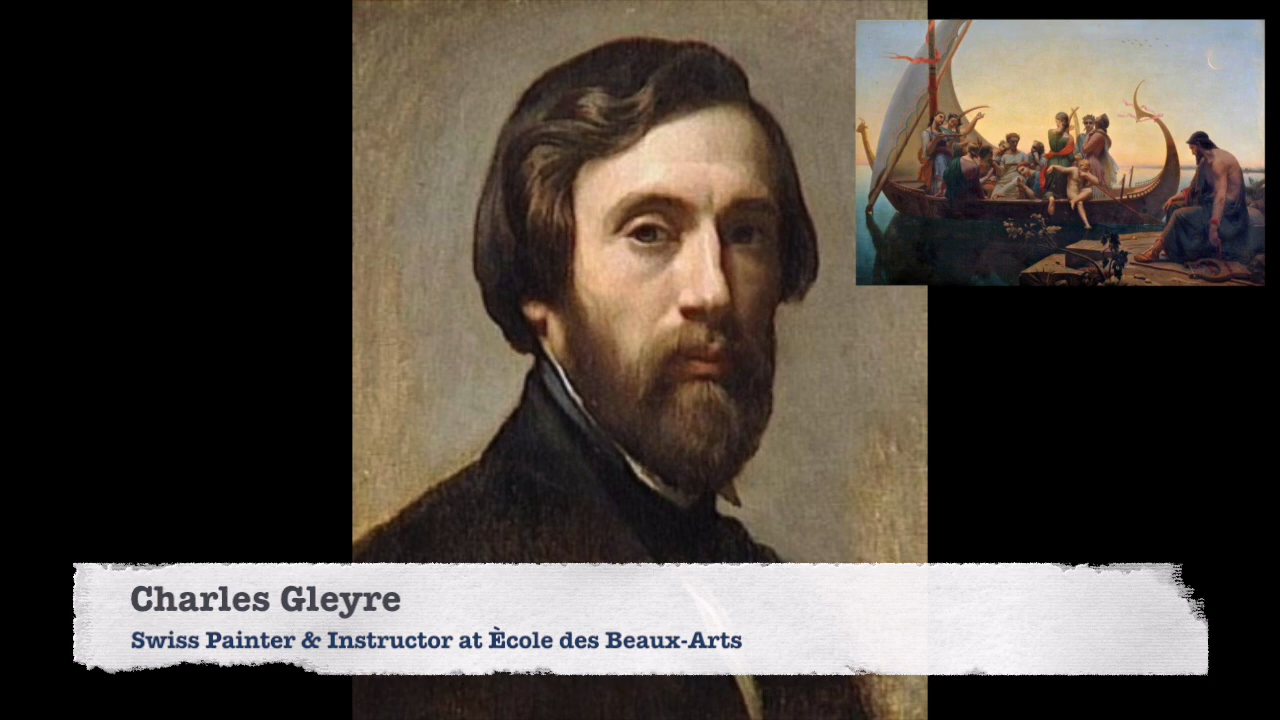 Charles Gleyre
Swiss Painter & Instructor at Ècole des Beaux-Arts